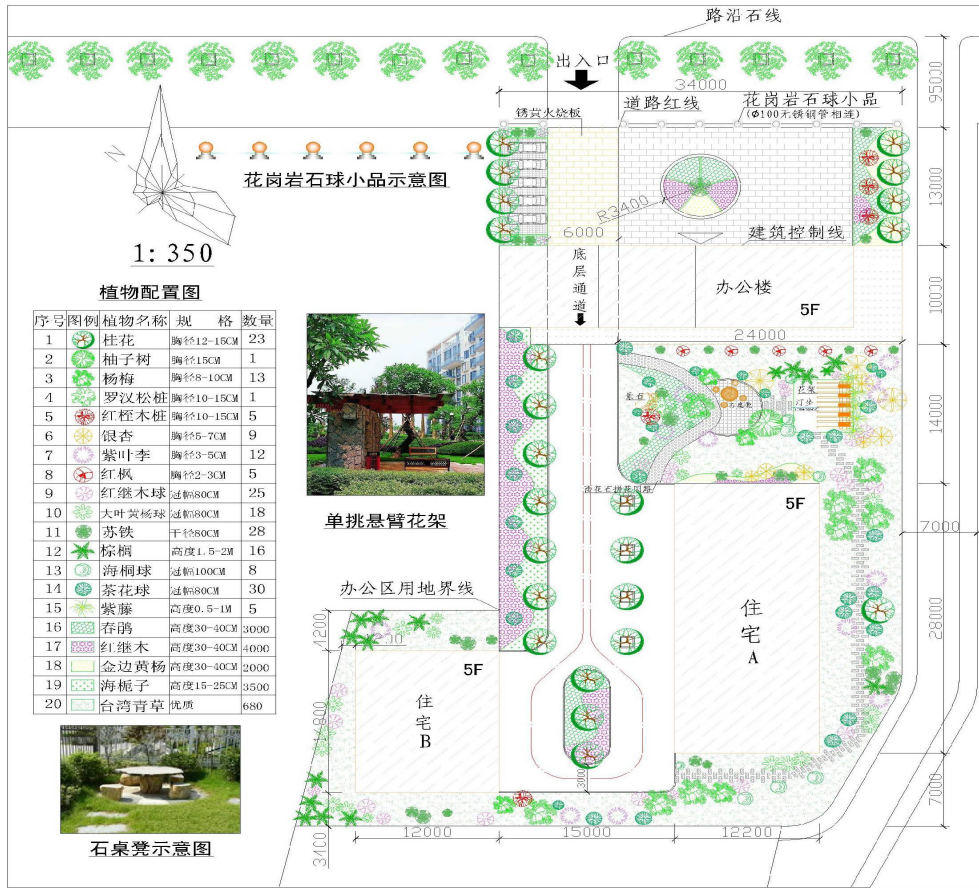 路沿石线
出入口
34000
95000
锈黄火烧板
道路红线
花岗岩石球小品
(Φ100无锈钢管相连)
N
花岗岩石球小品示意图
13000
R3400
6000
建筑控制线
1: 350
底层通道
办公楼
5F
10000
24000
植物配置图
序号 图例 植物名称 规 格 数量
1 桂花 胸径12-15CM 23
2 柚子树 胸径15CM 1
3 杨梅 胸径8-10CM 13
4 罗汉松桩 胸径10-15CM 1
5 红桎木桩 胸径10-15CM 5
6 银杏 胸径5-7CM 9
7 紫叶李 胸径3-5CM 12
8 红枫 胸径2-3CM 5
9 红继木球 冠幅80CM 25
10 大叶黄杨球 冠幅80CM 18
11 苏铁 干径80CM 28
12 棕榈 高度1.5-2M 16
13 海桐球 冠幅100CM 8
14 茶花球 冠幅80CM 30
15 紫藤 高度0.5-1M 5
16 春鹃 高度30-40CM 3000
17 红继木 高度30-40CM 4000
18 金边黄杨 高度30-40CM 2000
19 海栀子 高度15-25CM 3500
20 台湾青草 优质 680
花架
汀步
14000
单挑悬臂花架
5F
7000
办公区用地界线
4200
住宅A
28000
5F
住宅B
石桌凳示意图
3000
7000
3400
12000
15000
12200